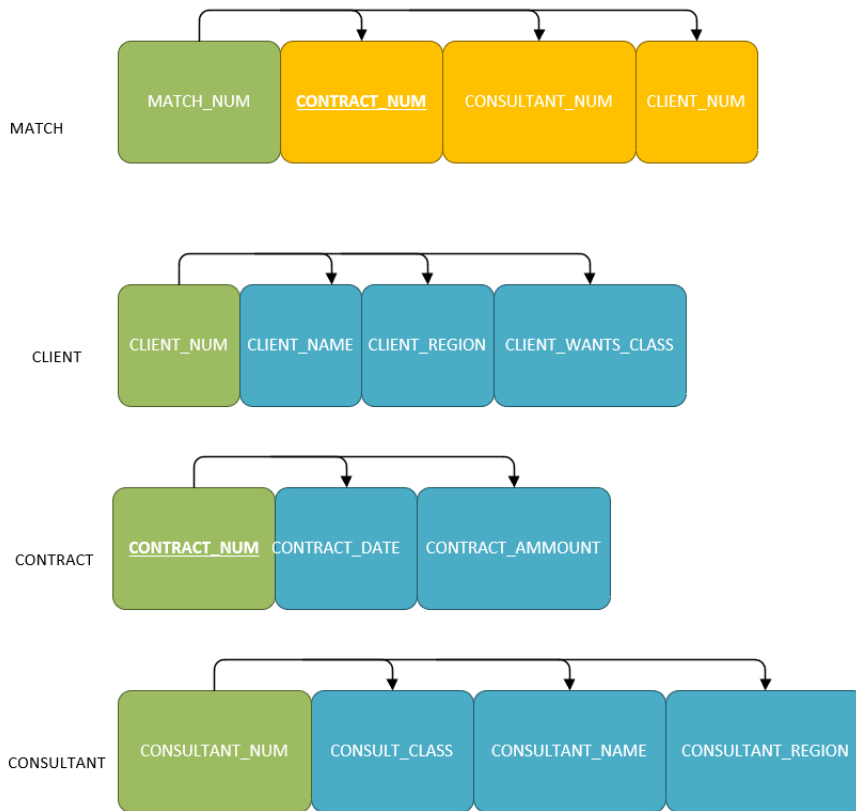 MATCH
MATCH_NUM
CONTRACT_NUM
CONSULTANT_NUM
CLIENT_NUM
CLIENT
CLIENT_NUM
CLIENT_NAME
CLIENT_REGION
CLIENT_WANTS_CLASS
CONTRACT
CONTRACT_NUM
CONTRACT_DATE
CONTRACT_AMMOUNT
CONSULTANT
CONSULTANT_NUM
CONSULT_CLASS
CONSULTANT_NAME
CONSULTANT_REGION